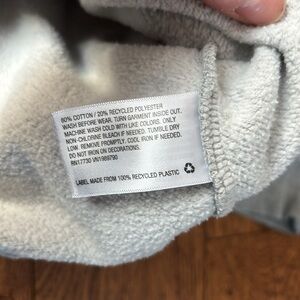 80% COTTON / 20% RECYCLED POLYESTER
WASH BEFORE WEAR. TURN GARMENT INSIDE OUT.
MACHINE WASH COLD WITH LIKE COLORS. ONLY
NON-CHLORINE BLEACH IF NEEDED. TUMBLE DRY
LOW. REMOVE PROMPTLY. COOL IRON IF NEEDED.
DO NOT IRON ON DECORATIONS.
RN17730 VN1989790
LABEL MADE FROM 100% RECYCLED PLASTIC